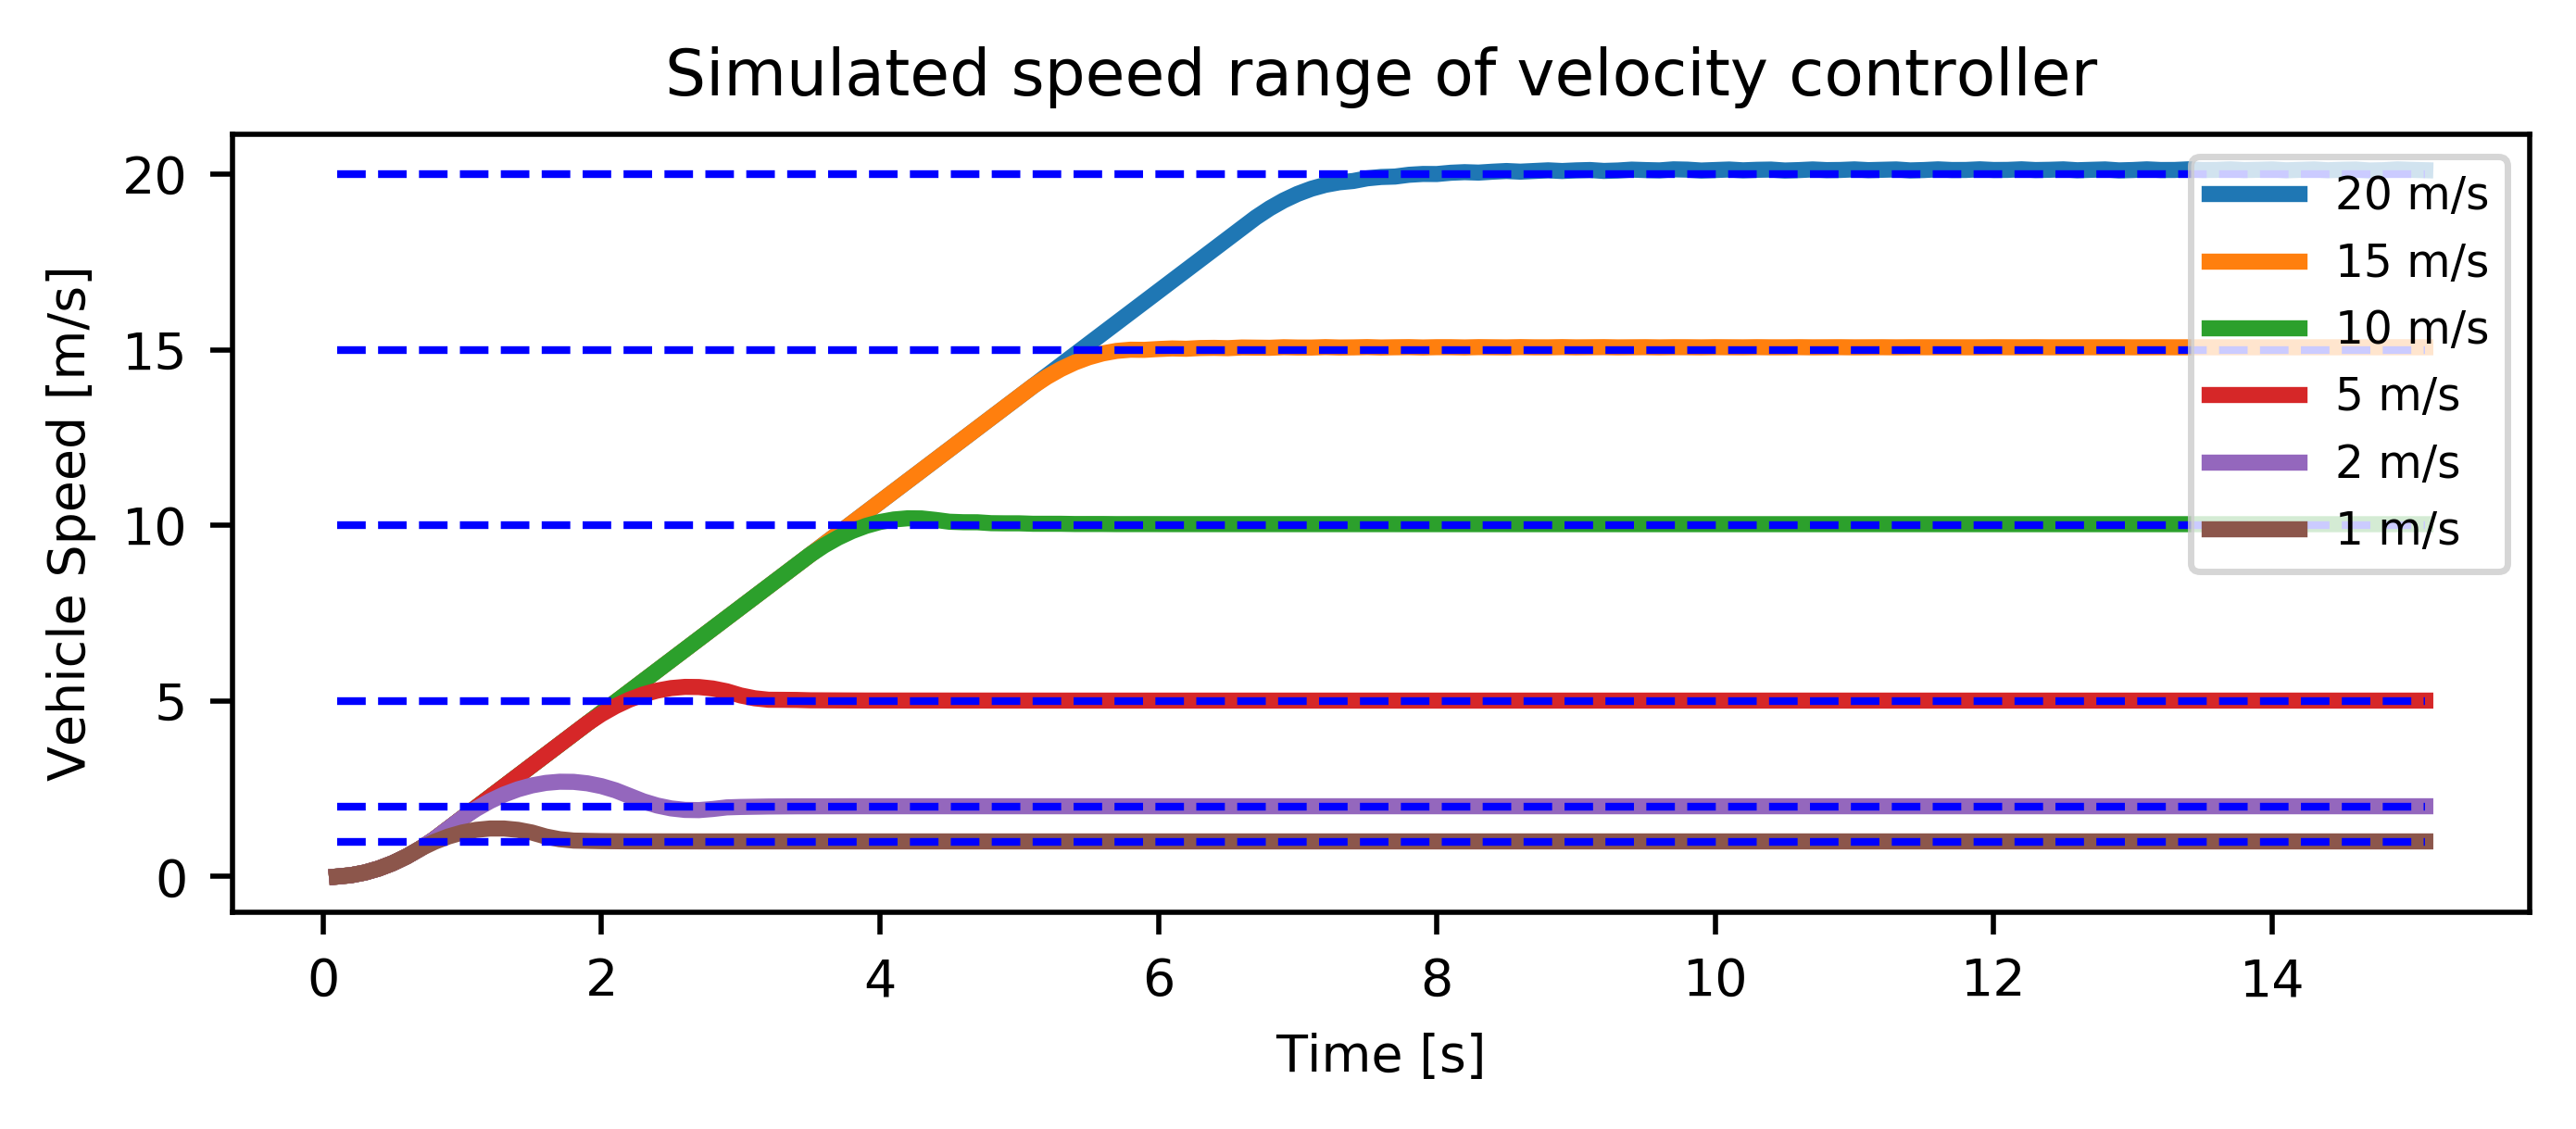 Simulated speed range of velocity controller
Vehicle Speed [m/s]
20
15
10
5
0
20 m/s
15 m/s
10 m/s
5 m/s
2 m/s
1 m/s
0 2 4 6 8 10 12 14
Time [s]